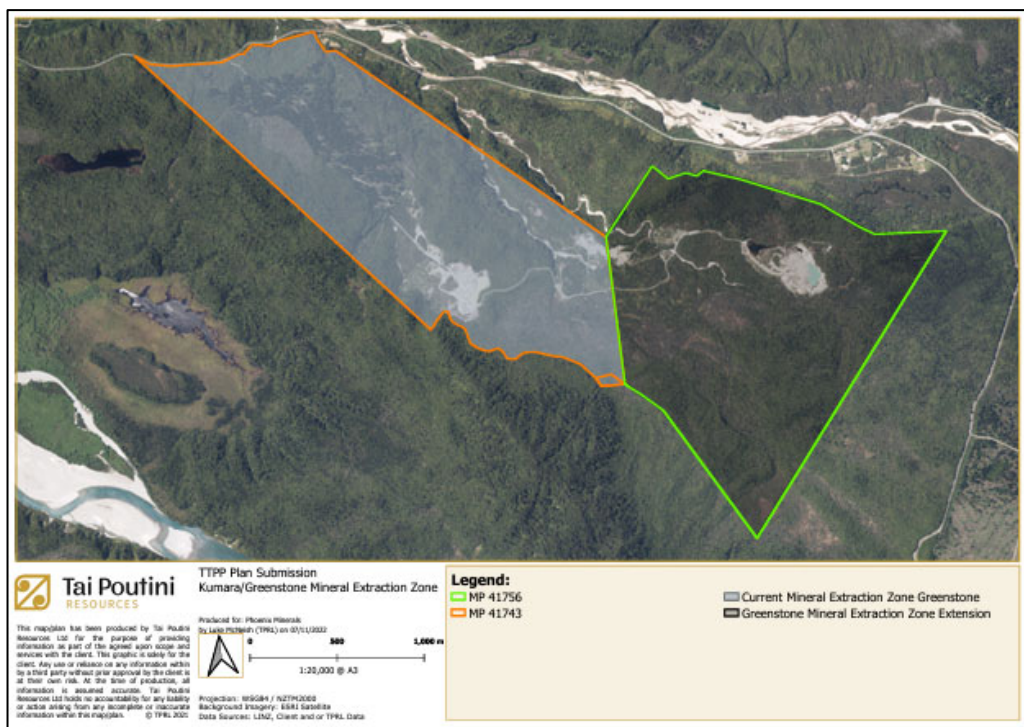 Tai Poutini
RESOURCES
This map/plan has been produced by Tai Poutini
Resources Ltd for the purpose of providing
information as part of the agreed upon scope and
services with the client. This graphic is solely for the
client. Any use or reliance on any information within
by a third party without prior approval by the client is
at their own risk. At the time of production, all
information is assumed accurate. Tai Poutini
Resources Ltd holds no accountability for any liability
or action arising from any incomplete or inaccurate
information within this map/plan. © TPRL 2021
TTPP Plan Submission
Kumara/Greenstone Mineral Extraction Zone
Produced for: Phoenix Minerals
by Luke McNeish (TPRL) on 07/11/2022
0 500 1,000 m
1:20,000 @ A3
Projection: WGS84 / NZTM2000
Background Imagery: ESRI Satellite
Data Sources: LINZ, Client and or TPRL Data
Legend:
MP 41756
MP 41743
Current Mineral Extraction Zone Greenstone
Greenstone Mineral Extraction Zone Extension